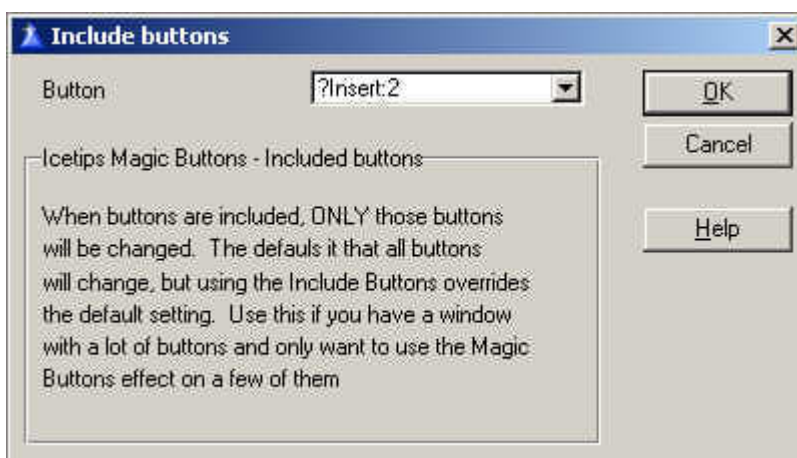 Include buttons
Button
?Insert:2
OK
Cancel
Help
Icetips Magic Buttons - Included buttons
When buttons are included, ONLY those buttons
will be changed.  The defauls it that all buttons
will change, but using the Include Buttons overrides
the default setting.  Use this if you have a window
with a lot of buttons and only want to use the Magic
Buttons effect on a few of them